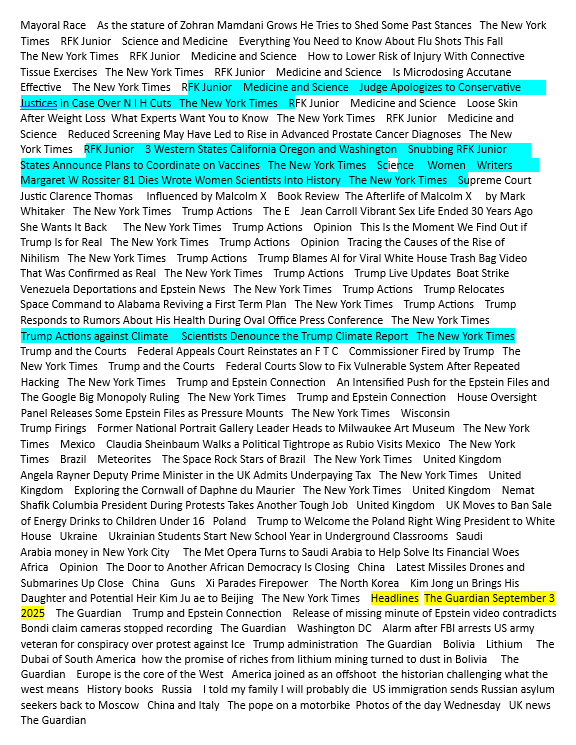 Mayoral Race    As the stature of Zohran Mamdani Grows He Tries to Shed Some Past Stances   The New York
Times    RFK Junior    Science and Medicine    Everything You Need to Know About Flu Shots This Fall
The New York Times    RFK Junior    Medicine and Science    How to Lower Risk of Injury With Connective
Tissue Exercises   The New York Times    RFK Junior    Medicine and Science    Is Microdosing Accutane
Effective    The New York Times    RFK Junior    Medicine and Science    Judge Apologizes to Conservative
Justices in Case Over N I H Cuts   The New York Times    RFK Junior    Medicine and Science    Loose Skin
After Weight Loss  What Experts Want You to Know   The New York Times    RFK Junior    Medicine and
Science    Reduced Screening May Have Led to Rise in Advanced Prostate Cancer Diagnoses   The New
York Times    RFK Junior    3 Western States California Oregon and Washington    Snubbing RFK Junior
States Announce Plans to Coordinate on Vaccines   The New York Times    Science    Women    Writers
Margaret W Rossiter 81 Dies Wrote Women Scientists Into History   The New York Times    Supreme Court
Justic Clarence Thomas    Influenced by Malcolm X    Book Review  The Afterlife of Malcolm X    by Mark
Whitaker   The New York Times    Trump Actions    The E    Jean Carroll Vibrant Sex Life Ended 30 Years Ago
She Wants It Back     The New York Times    Trump Actions    Opinion   This Is the Moment We Find Out if
Trump Is for Real   The New York Times    Trump Actions    Opinion   Tracing the Causes of the Rise of
Nihilism   The New York Times    Trump Actions    Trump Blames AI for Viral White House Trash Bag Video
That Was Confirmed as Real   The New York Times    Trump Actions    Trump Live Updates  Boat Strike
Venezuela Deportations and Epstein News   The New York Times    Trump Actions    Trump Relocates
Space Command to Alabama Reviving a First Term Plan   The New York Times    Trump Actions    Trump
Responds to Rumors About His Health During Oval Office Press Conference   The New York Times
Trump Actions against Climate    Scientists Denounce the Trump Climate Report   The New York Times
Trump and the Courts    Federal Appeals Court Reinstates an F T C    Commissioner Fired by Trump   The
New York Times    Trump and the Courts    Federal Courts Slow to Fix Vulnerable System After Repeated
Hacking   The New York Times    Trump and Epstein Connection    An Intensified Push for the Epstein Files and
The Google Big Monopoly Ruling   The New York Times    Trump and Epstein Connection    House Oversight
Panel Releases Some Epstein Files as Pressure Mounts   The New York Times    Wisconsin
Trump Firings    Former National Portrait Gallery Leader Heads to Milwaukee Art Museum   The New York
Times    Mexico    Claudia Sheinbaum Walks a Political Tightrope as Rubio Visits Mexico   The New York
Times    Brazil    Meteorites    The Space Rock Stars of Brazil   The New York Times    United Kingdom
Angela Rayner Deputy Prime Minister in the UK Admits Underpaying Tax   The New York Times    United
Kingdom    Exploring the Cornwall of Daphne du Maurier   The New York Times    United Kingdom    Nemat
Shafik Columbia President During Protests Takes Another Tough Job   United Kingdom    UK Moves to Ban Sale
of Energy Drinks to Children Under 16    Poland    Trump to Welcome the Poland Right Wing President to White
House   Ukraine    Ukrainian Students Start New School Year in Underground Classrooms   Saudi
Arabia money in New York City     The Met Opera Turns to Saudi Arabia to Help Solve Its Financial Woes
Africa    Opinion   The Door to Another African Democracy Is Closing   China    Latest Missiles Drones and
Submarines Up Close   China    Guns    Xi Parades Firepower    The North Korea    Kim Jong un Brings His
Daughter and Potential Heir Kim Ju ae to Beijing   The New York Times    Headlines  The Guardian September 3
2025    The Guardian    Trump and Epstein Connection    Release of missing minute of Epstein video contradicts
Bondi claim cameras stopped recording   The Guardian    Washington DC    Alarm after FBI arrests US army
veteran for conspiracy over protest against Ice    Trump administration   The Guardian    Bolivia    Lithium    The
Dubai of South America  how the promise of riches from lithium mining turned to dust in Bolivia     The
Guardian    Europe is the core of the West    America joined as an offshoot  the historian challenging what the
west means    History books    Russia    I told my family I will probably die  US immigration sends Russian asylum
seekers back to Moscow    China and Italy    The pope on a motorbike  Photos of the day Wednesday    UK news
The Guardian